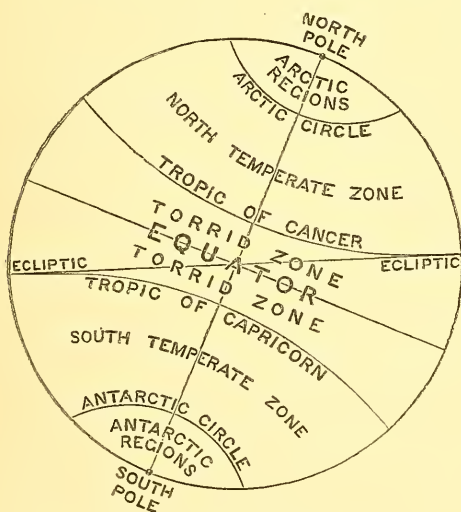 NORTH
POLE
ARCTIC
REGIONS
ARCTIC CIRCLE
NORTH TEMPERATE ZONE
TROPIC OF CANCER
TORRID ZONE
EQUATOR
ECLIPTIC
ECLIPTIC
TORRID ZONE
TROPIC OF CAPRICORN
SOUTH TEMPERATE ZONE
ANTARCTIC CIRCLE
ANTARCTIC
REGIONS
SOUTH
POLE